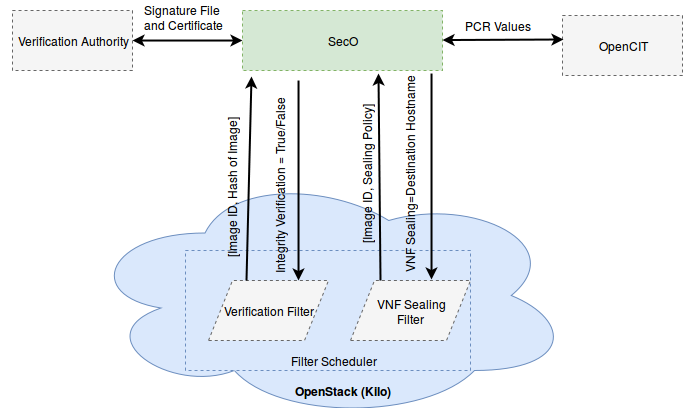 Signature File
and Certificate
Verification Authority
SecO
PCR Values
OpenCIT
[Image ID, Hash of Image]
Integrity Verification = True/False
[Image ID, Sealing Policy]
VNF Sealing=Destination Hostname
Verification Filter
VNF Sealing
Filter
Filter Scheduler
OpenStack (Kilo)